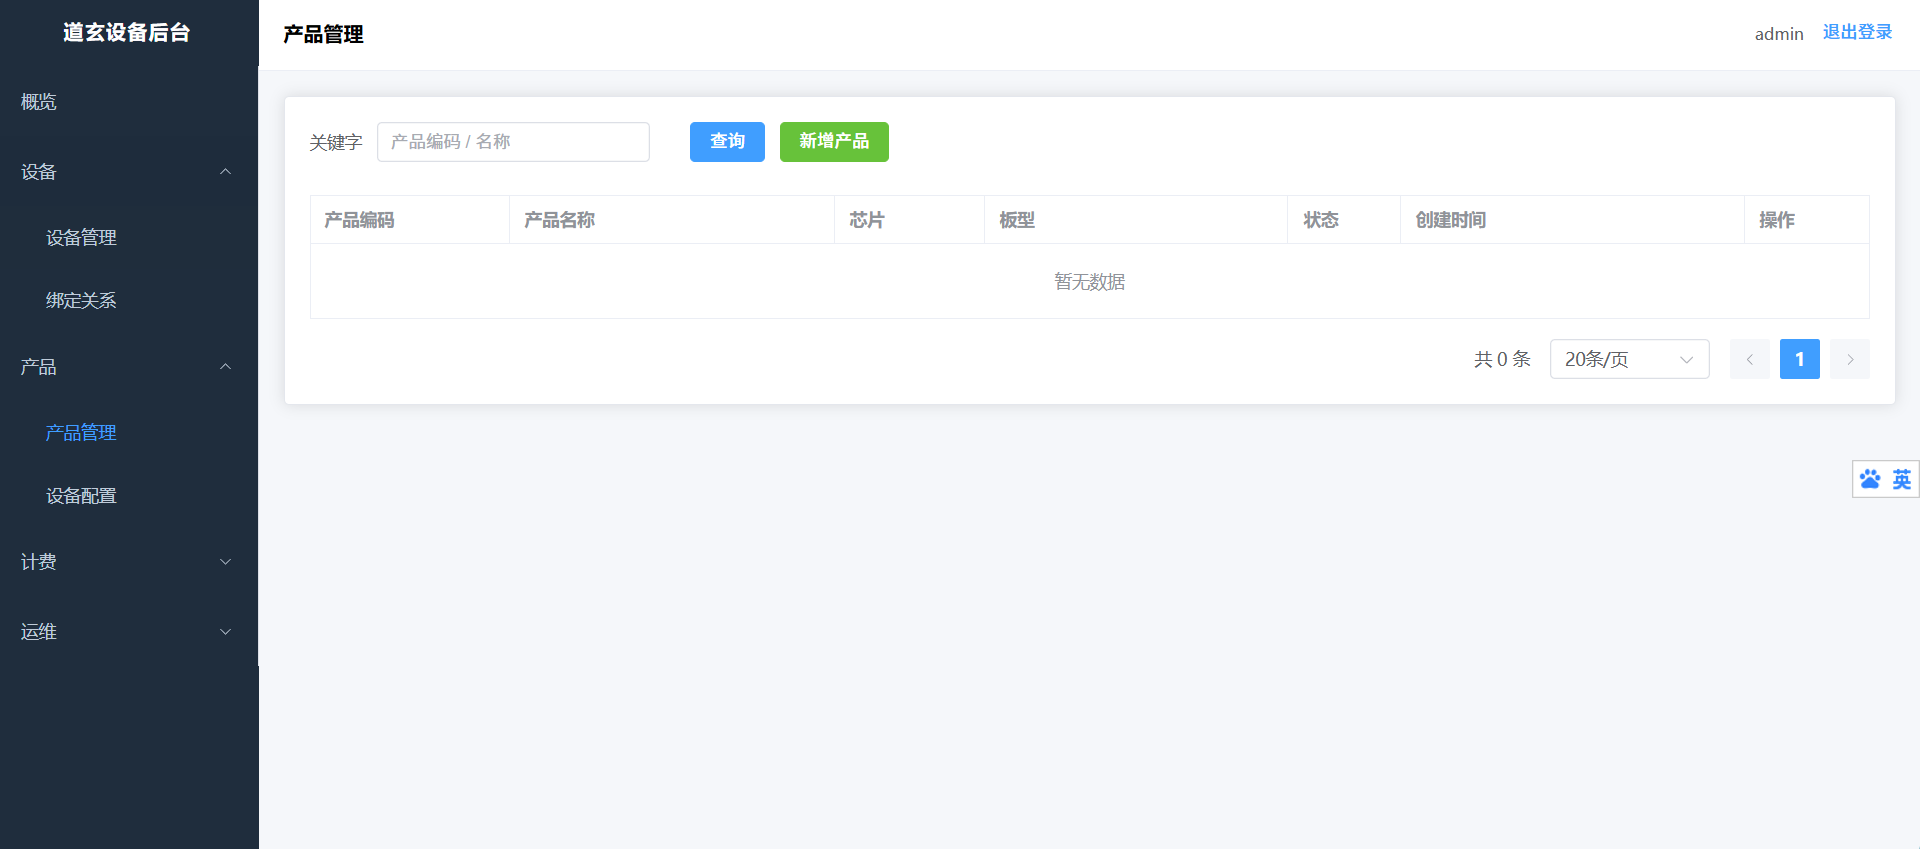 道玄设备后台
产品管理
admin 退出登录
概览
设备
设备管理
绑定关系
产品
产品管理
设备配置
计费
运维
关键字 产品编码 / 名称 查询 新增产品
产品编码 产品名称 芯片 板型 状态 创建时间 操作
暂无数据
共 0 条 20条/页 1
英